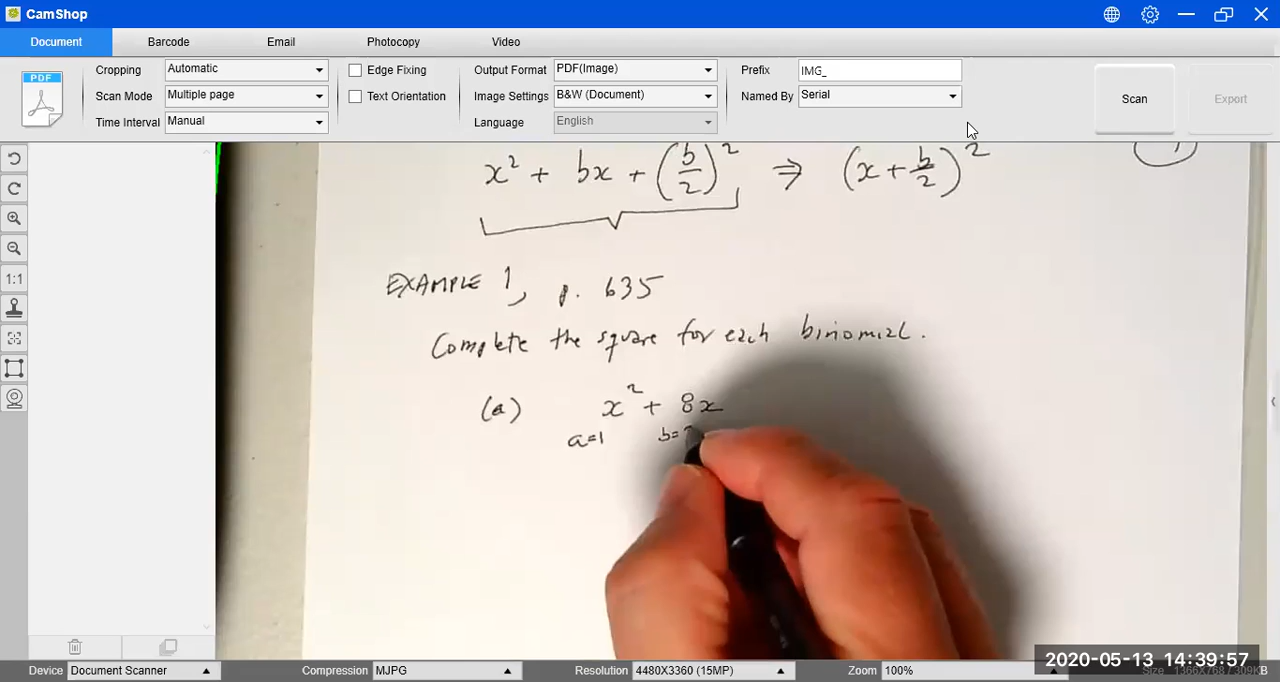 CamShop
Document Barcode Email Photocopy Video
Cropping Automatic Edge Fixing Output Format PDF(Image) Prefix IMG_
PDF Scan Mode Multiple page Text Orientation Image Settings B&W (Document) Named By Serial Scan Export
Time Interval Manual Language English
x² + bx + (b/2)² ⇒ (x + b/2)²
1:1
EXAMPLE 1, p. 635
Complete the square for each binomial.
(a) x² + 8x
a=1 b=
2020-05-13 14:39:57
Device Document Scanner Compression MJPG Resolution 4480X3360 (15MP) Zoom 100%